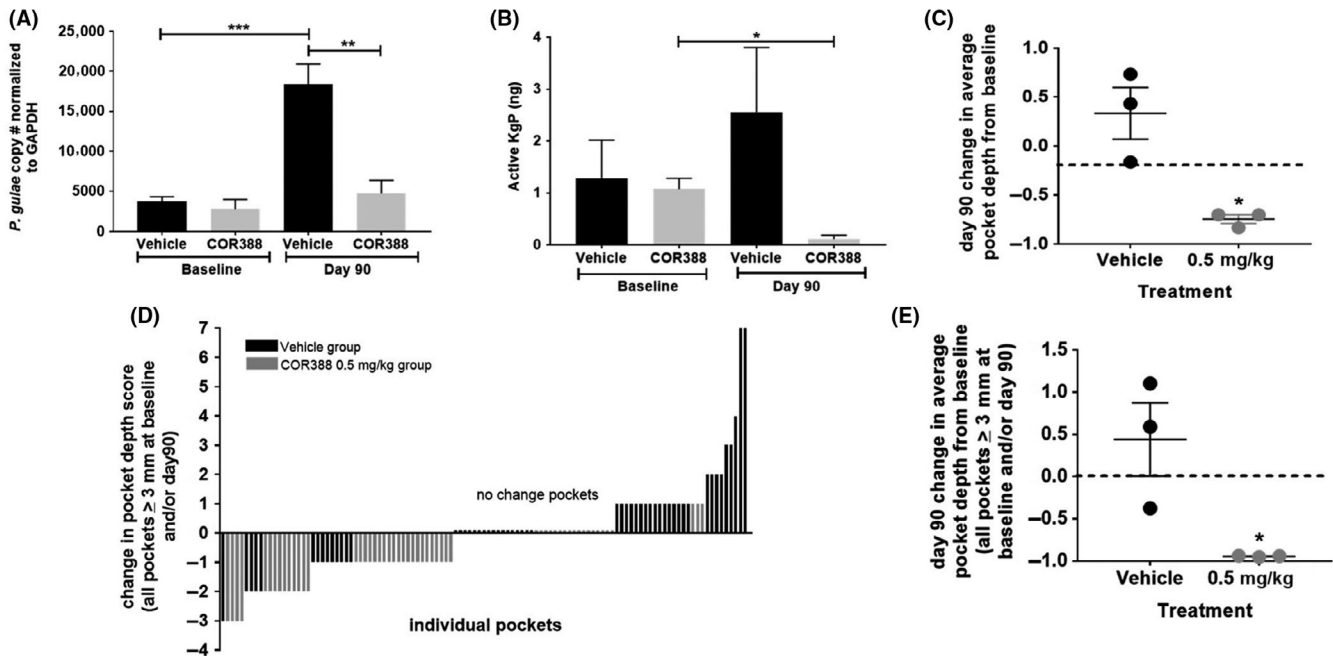 (A)
P. gulae copy # normalized
to GAPDH
25,000
20,000
15,000
10.000
5000
0
***
**
Vehicle COR388 Vehicle COR388
Baseline Day 90
(B)
Active KgP (ng)
4
3
2
1
0
*
Vehicle COR388 Vehicle COR388
Baseline Day 90
(C)
day 90 change in average
pocket depth from baseline
1.0
0.5
0.0
−0.5
−1.0
*
Vehicle 0.5 mg/kg
Treatment
(D)
change in pocket depth score
(all pockets ≥ 3 mm at baseline
and/or day90)
7
6
5
4
3
2
1
0
−1
−2
−3
−4
Vehicle group
COR388 0.5 mg/kg group
no change pockets
individual pockets
(E)
day 90 change in average
pocket depth from baseline
(all pockets ≥ 3 mm at
baseline and/or day 90)
1.5
1.0
0.5
0.0
−0.5
−1.0
*
Vehicle 0.5 mg/kg
Treatment